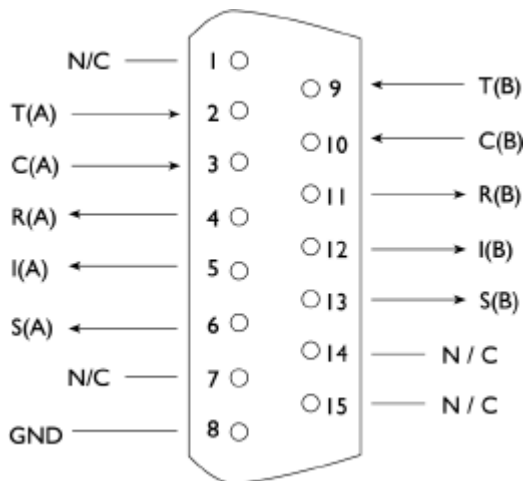 N/C 1
9 T(B)
T(A) 2
10 C(B)
C(A) 3
11 R(B)
R(A) 4
12 I(B)
I(A) 5
13 S(B)
S(A) 6
14 N / C
N/C 7
15 N / C
GND 8